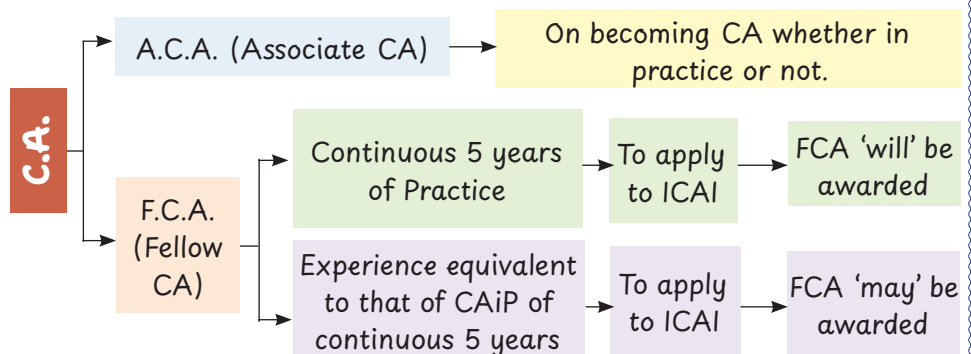 C.A.
A.C.A. (Associate CA)
On becoming CA whether in
practice or not.
F.C.A.
(Fellow
CA)
Continuous 5 years
of Practice
To apply
to ICAI
FCA ‘will’ be
awarded
Experience equivalent
to that of CAiP of
continuous 5 years
To apply
to ICAI
FCA ‘may’ be
awarded